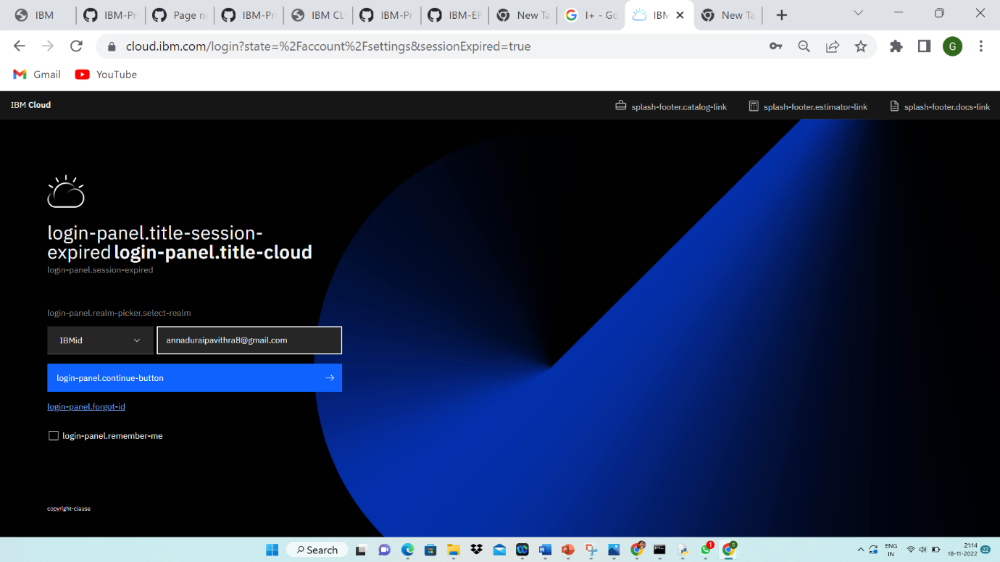 IBM
IBM-Pr
Page no
IBM-Pr
IBM CL
IBM-Pr
IBM-EP
New Ta
I+ - Go
IBM
New Ta
cloud.ibm.com/login?state=%2Faccount%2Fsettings&sessionExpired=true
G
Gmail
YouTube
IBM Cloud
splash-footer.catalog-link
splash-footer.estimator-link
splash-footer.docs-link
login-panel.title-session-
expired login-panel.title-cloud
login-panel.session-expired
login-panel.realm-picker.select-realm
IBMid
annaduraipavithra8@gmail.com
login-panel.continue-button
login-panel.forgot-id
login-panel.remember-me
copyright-clause
Search
1
G
ENG
IN
21:14
18-11-2022
22